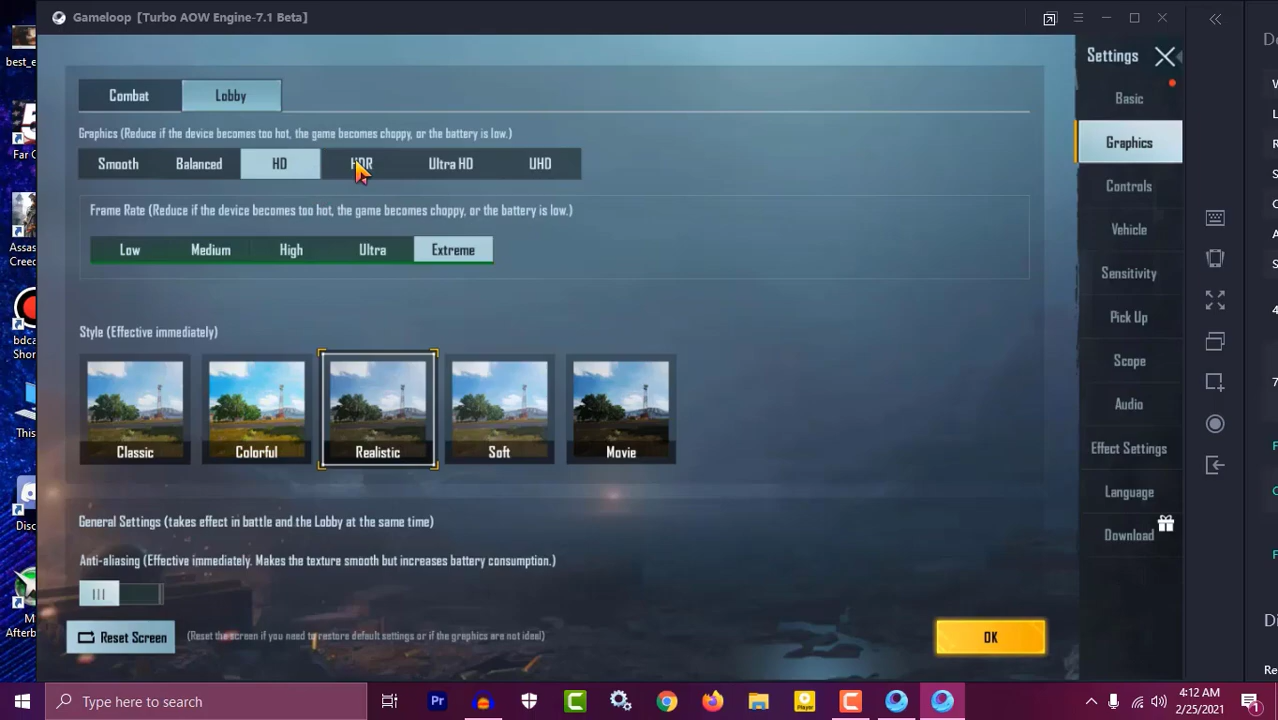 Gameloop [Turbo AOW Engine-7.1 Beta]
Settings
Combat
Lobby
Basic
Graphics (Reduce if the device becomes too hot, the game becomes choppy, or the battery is low.)
Graphics
Smooth
Balanced
HD
HDR
Ultra HD
UHD
Controls
Frame Rate (Reduce if the device becomes too hot, the game becomes choppy, or the battery is low.)
Vehicle
Low
Medium
High
Ultra
Extreme
Sensitivity
Pick Up
Style (Effective immediately)
Scope
Audio
Classic
Colorful
Realistic
Soft
Movie
Effect Settings
Language
General Settings (takes effect in battle and the Lobby at the same time)
Download
Anti-aliasing (Effective immediately. Makes the texture smooth but increases battery consumption.)
Reset Screen
(Reset the screen if you need to restore default settings or if the graphics are not ideal)
OK
best_e
Far C
Assas
Creed
bdca
Shor
This
Disc
M
Afterb
Type here to search
Pr
Player
4:12 AM
2/25/2021
1